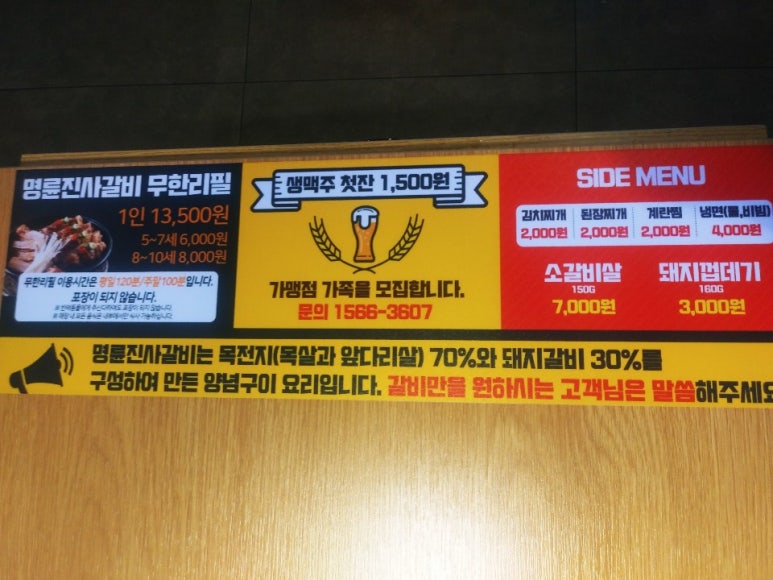 명륜진사갈비 무한리필
1인 13,500원
5~7세 6,000원
8~10세 8,000원
무한리필 이용시간은 평일120분/주말100분입니다.
포장이 되지 않습니다.
생맥주 첫잔 1,500원
가맹점 가족을 모집합니다.
문의 1566-3607
SIDE MENU
김치찌개 된장찌개 계란찜 냉면(물,비빔)
2,000원 2,000원 2,000원 4,000원
소갈비살 돼지껍데기
150G 160G
7,000원 3,000원
명륜진사갈비는 목전지(목살과 앞다리살) 70%와 돼지갈비 30%를
구성하여 만든 양념구이 요리입니다. 갈비만을 원하시는 고객님은 말씀해주세요